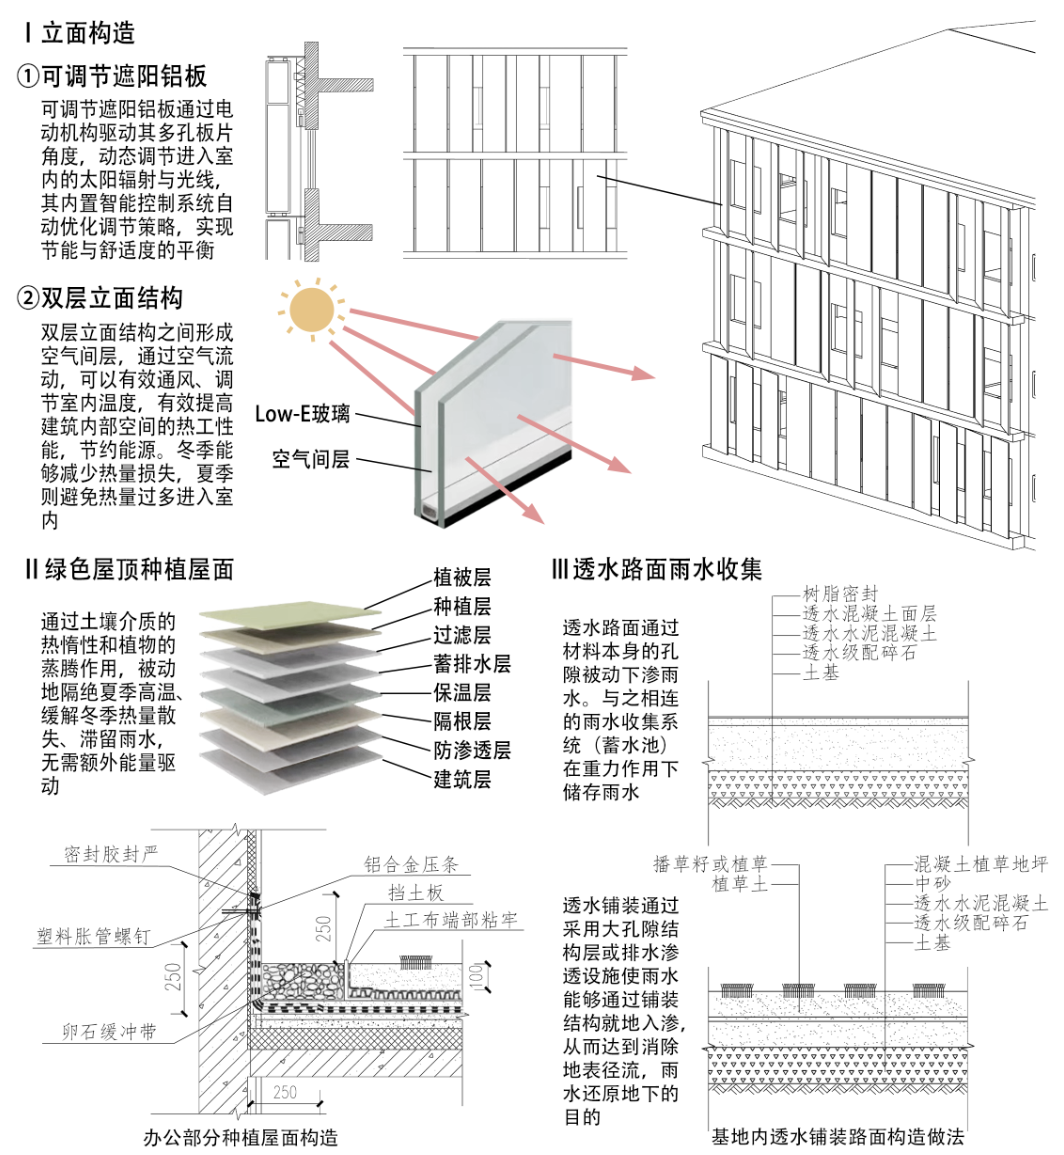 Ⅰ立面构造
①可调节遮阳铝板
可调节遮阳铝板通过电
动机构驱动其多孔板片
角度，动态调节进入室
内的太阳辐射与光线，
其内置智能控制系统自
动优化调节策略，实现
节能与舒适度的平衡
②双层立面结构
双层立面结构之间形成
空气间层，通过空气流
动，可以有效通风、调
节室内温度，有效提高
建筑内部空间的热工性
能，节约能源。冬季能
够减少热量损失，夏季
则避免热量过多进入室
内
Low-E玻璃
空气间层
Ⅱ绿色屋顶种植屋面
通过土壤介质的
热惰性和植物的
蒸腾作用，被动
地隔绝夏季高温、
缓解冬季热量散
失、滞留雨水，
无需额外能量驱
动
植被层
种植层
过滤层
蓄排水层
保温层
隔根层
防渗透层
建筑层
密封胶封严
塑料胀管螺钉
卵石缓冲带
铝合金压条
挡土板
土工布端部粘牢
250
250
100
250
办公部分种植屋面构造
Ⅲ透水路面雨水收集
透水路面通过
材料本身的孔
隙被动下渗雨
水。与之相连
的雨水收集系
统（蓄水池）
在重力作用下
储存雨水
树脂密封
透水混凝土面层
透水水泥混凝土
透水级配碎石
土基
透水铺装通过
采用大孔隙结
构层或排水渗
透设施使雨水
能够通过铺装
结构就地入渗，
从而达到消除
地表径流，雨
水还原地下的
目的
播草籽或植草
植草土
混凝土植草地坪
中砂
透水水泥混凝土
透水级配碎石
土基
基地内透水铺装路面构造做法